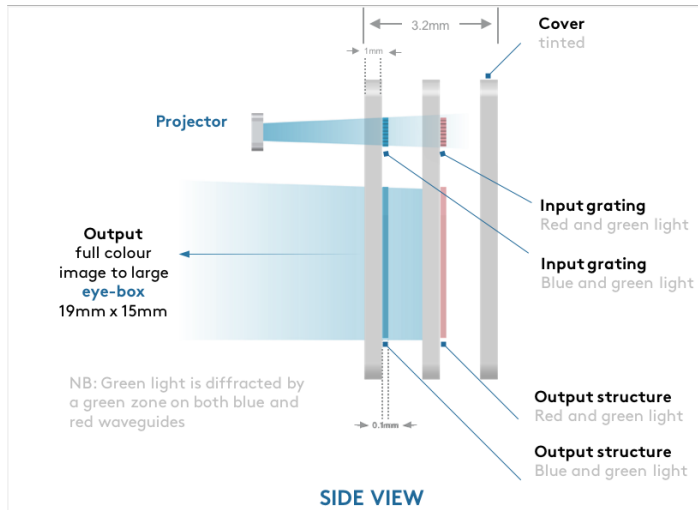 3.2mm
Cover
tinted
1mm
Projector
Input grating
Red and green light
Input grating
Blue and green light
Output
full colour
image to large
eye-box
19mm x 15mm
NB: Green light is diffracted by
a green zone on both blue and
red waveguides
0.1mm
Output structure
Red and green light
Output structure
Blue and green light
SIDE VIEW